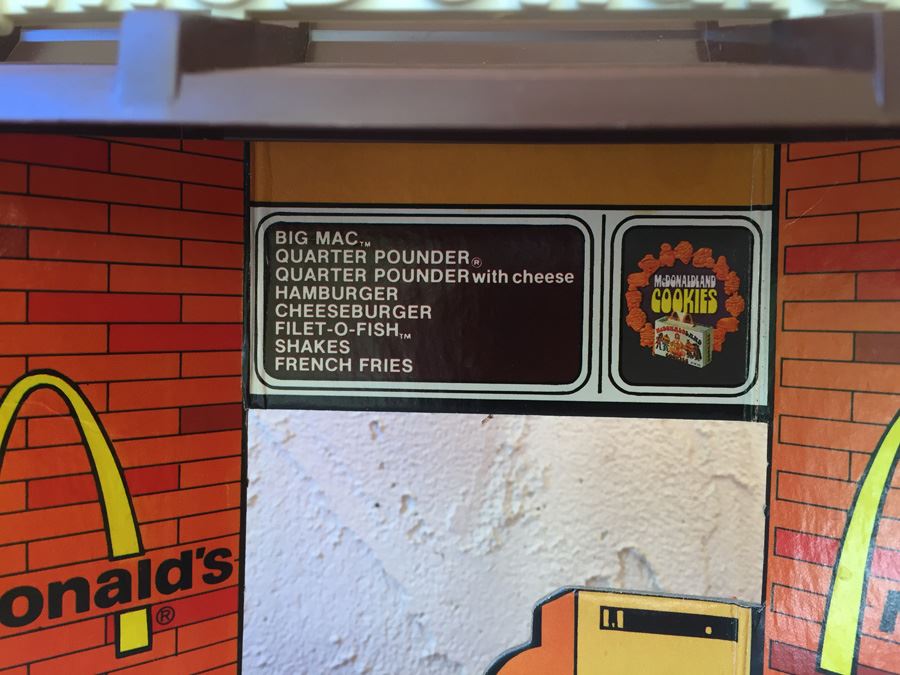 BIG MAC™
QUARTER POUNDER®
QUARTER POUNDER with cheese
HAMBURGER
CHEESEBURGER
FILET-O-FISH™
SHAKES
FRENCH FRIES
McDONALDLAND
COOKIES
onald's
®